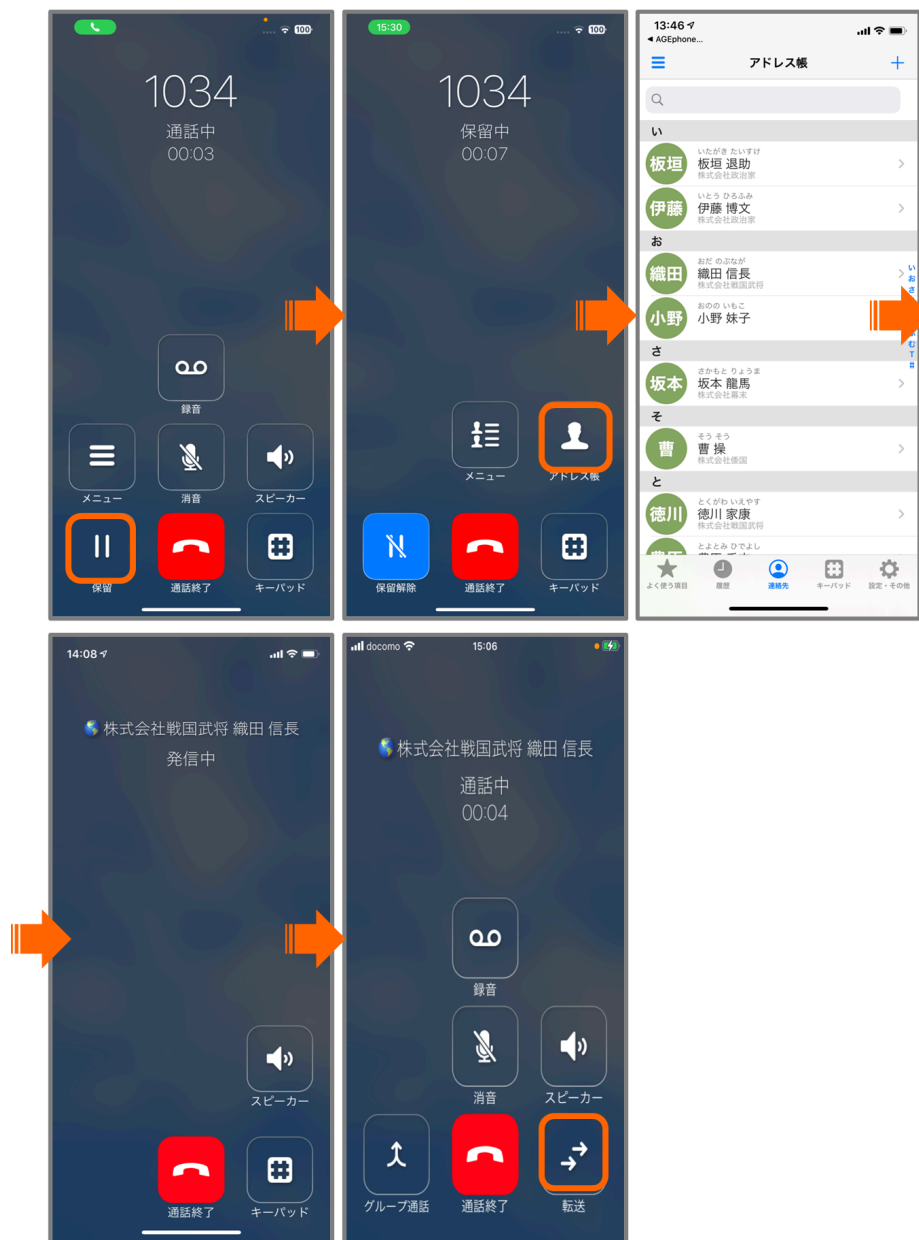 100
1034
通話中
00:03
録音
メニュー
消音
スピーカー
保留
通話終了
キーパッド
15:30
100
1034
保留中
00:07
メニュー
アドレス帳
保留解除
通話終了
キーパッド
13:46
◀ AGEphone...
アドレス帳
い
いたがき たいすけ
板垣
板垣 退助
株式会社政治家
いとう ひろふみ
伊藤
伊藤 博文
株式会社政治家
お
おだ のぶなが
織田
織田 信長
株式会社戦国武将
おのの いもこ
小野
小野 妹子
さ
さかもと りょうま
坂本
坂本 龍馬
株式会社幕末
そ
そう そう
曹
曹 操
株式会社倭国
と
とくがわ いえやす
徳川
徳川 家康
株式会社戦国武将
とよとみ ひでよし
い
お
さ
む
T
#
よく使う項目
履歴
連絡先
キーパッド
設定・その他
14:08
株式会社戦国武将 織田 信長
発信中
スピーカー
通話終了
キーパッド
docomo
15:06
株式会社戦国武将 織田 信長
通話中
00:04
録音
消音
スピーカー
グループ通話
通話終了
転送